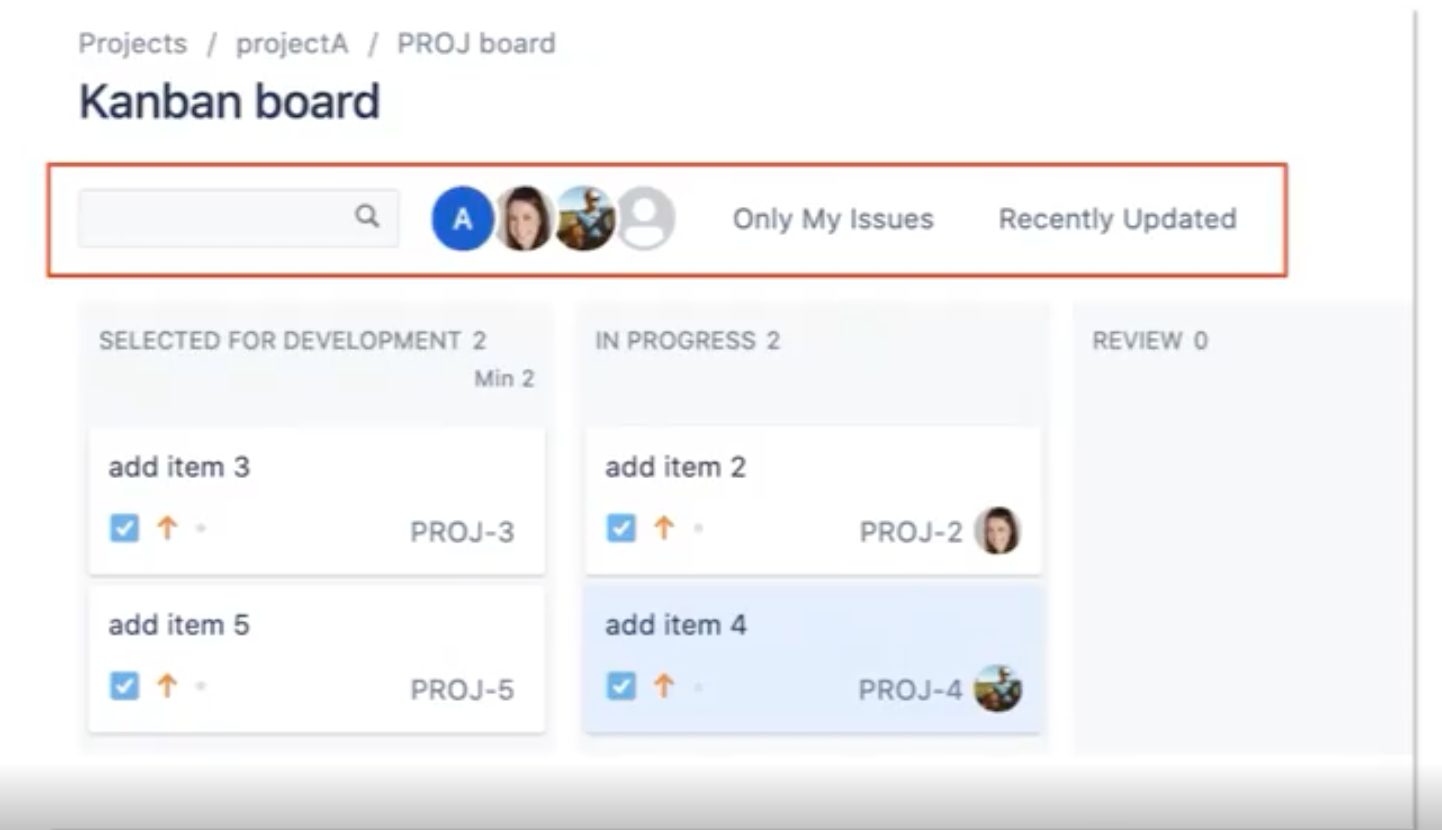 Projects / projectA / PROJ board
Kanban board
A Only My Issues Recently Updated
SELECTED FOR DEVELOPMENT 2
Min 2
add item 3
PROJ-3
add item 5
PROJ-5
IN PROGRESS 2
add item 2
PROJ-2
add item 4
PROJ-4
REVIEW 0